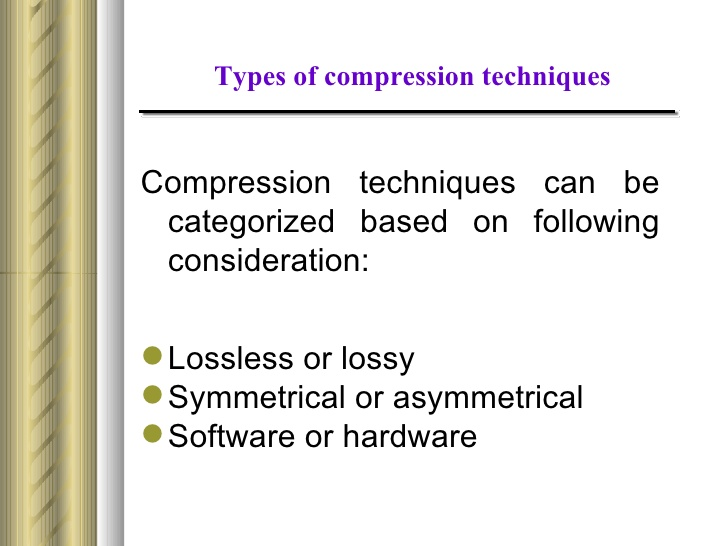 Types of compression techniques
Compression techniques can be
categorized based on following
consideration:
Lossless or lossy
Symmetrical or asymmetrical
Software or hardware